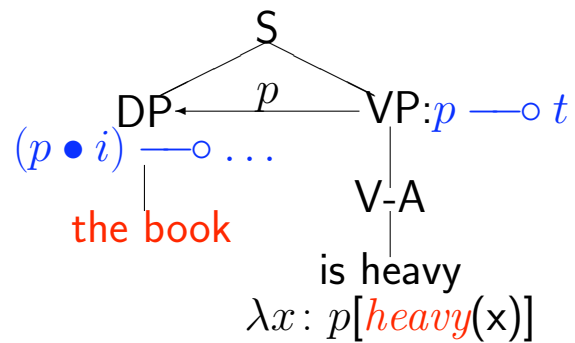 S
DP p VP:p ⊸ t
(p • i) ⊸ …
V-A
the book
is heavy
λx: p[heavy(x)]